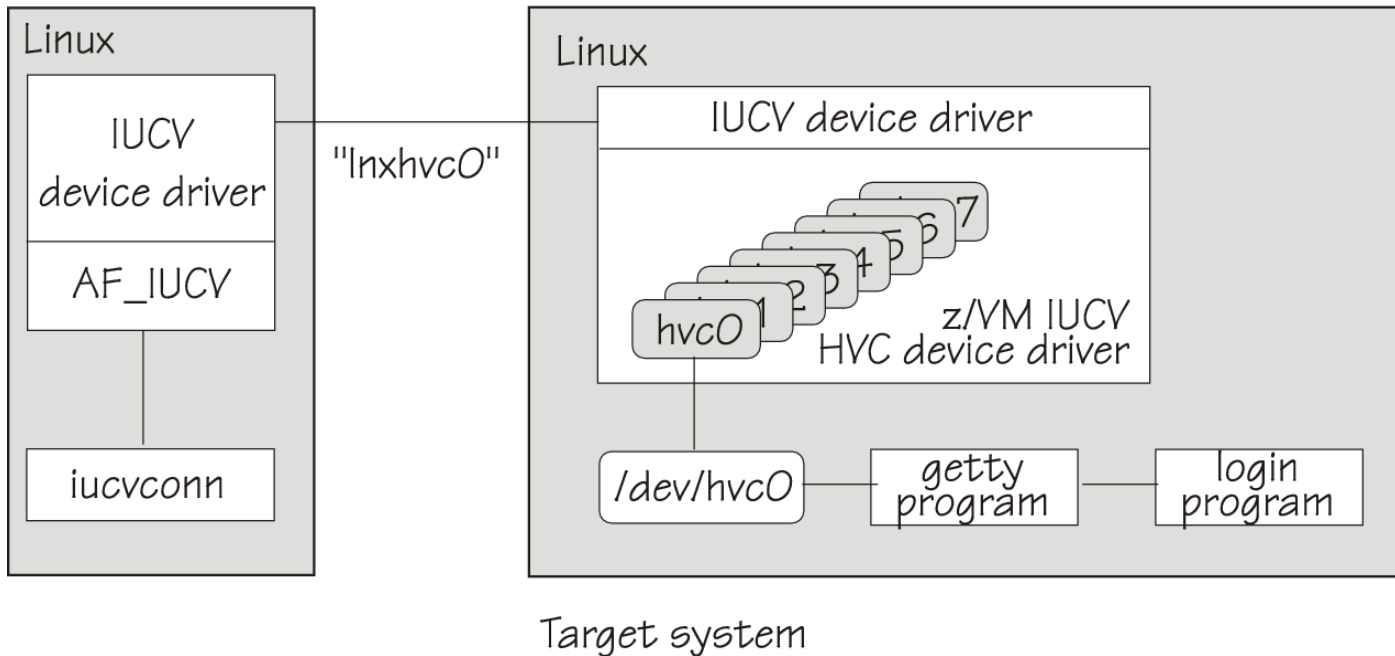 Linux
IUCV
device driver
AF_IUCV
iucvconn
"lnxhvc0"
Linux
IUCV device driver
7
6
5
4
3
2
1
hvc0
z/VM IUCV
HVC device driver
/dev/hvc0
getty
program
login
program
Target system